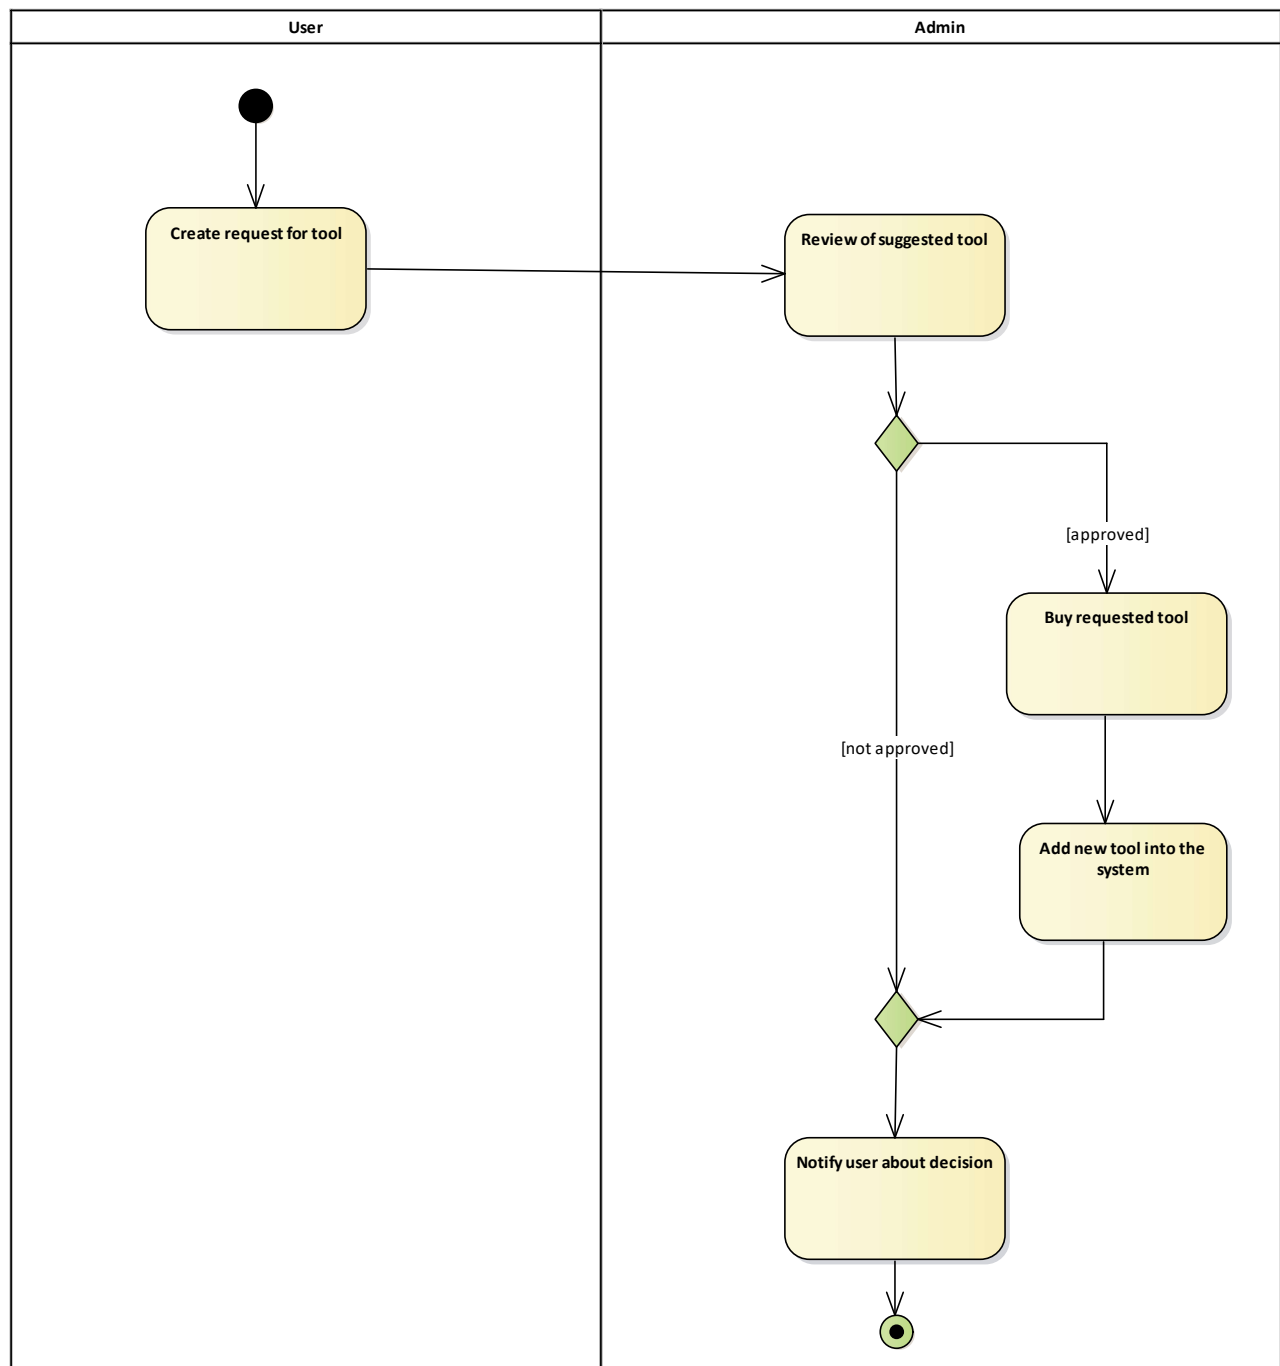 User
Admin
Create request for tool
Review of suggested tool
[approved]
Buy requested tool
[not approved]
Add new tool into the
system
Notify user about decision